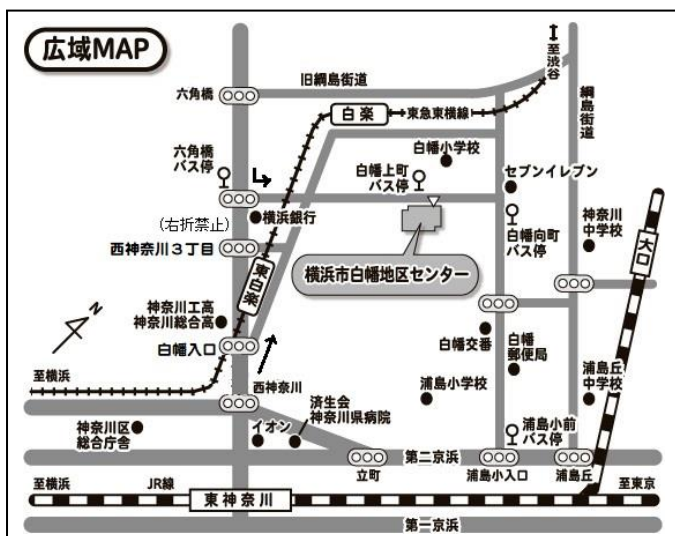 広域MAP
至渋谷
旧綱島街道
六角橋
白楽
東急東横線
綱島街道
白幡小学校
六角橋
バス停
白幡上町
バス停
セブンイレブン
横浜銀行
(右折禁止)
白幡向町
バス停
神奈川
中学校
大口
西神奈川3丁目
横浜市白幡地区センター
東白楽
N
神奈川工高
神奈川総合高
白幡入口
白幡交番
白幡
郵便局
至横浜
西神奈川
浦島小学校
浦島丘
中学校
済生会
神奈川県病院
神奈川区
総合庁舎
イオン
浦島小前
バス停
立町
第二京浜
浦島小入口
浦島丘
至横浜
JR線
東神奈川
至東京
第一京浜